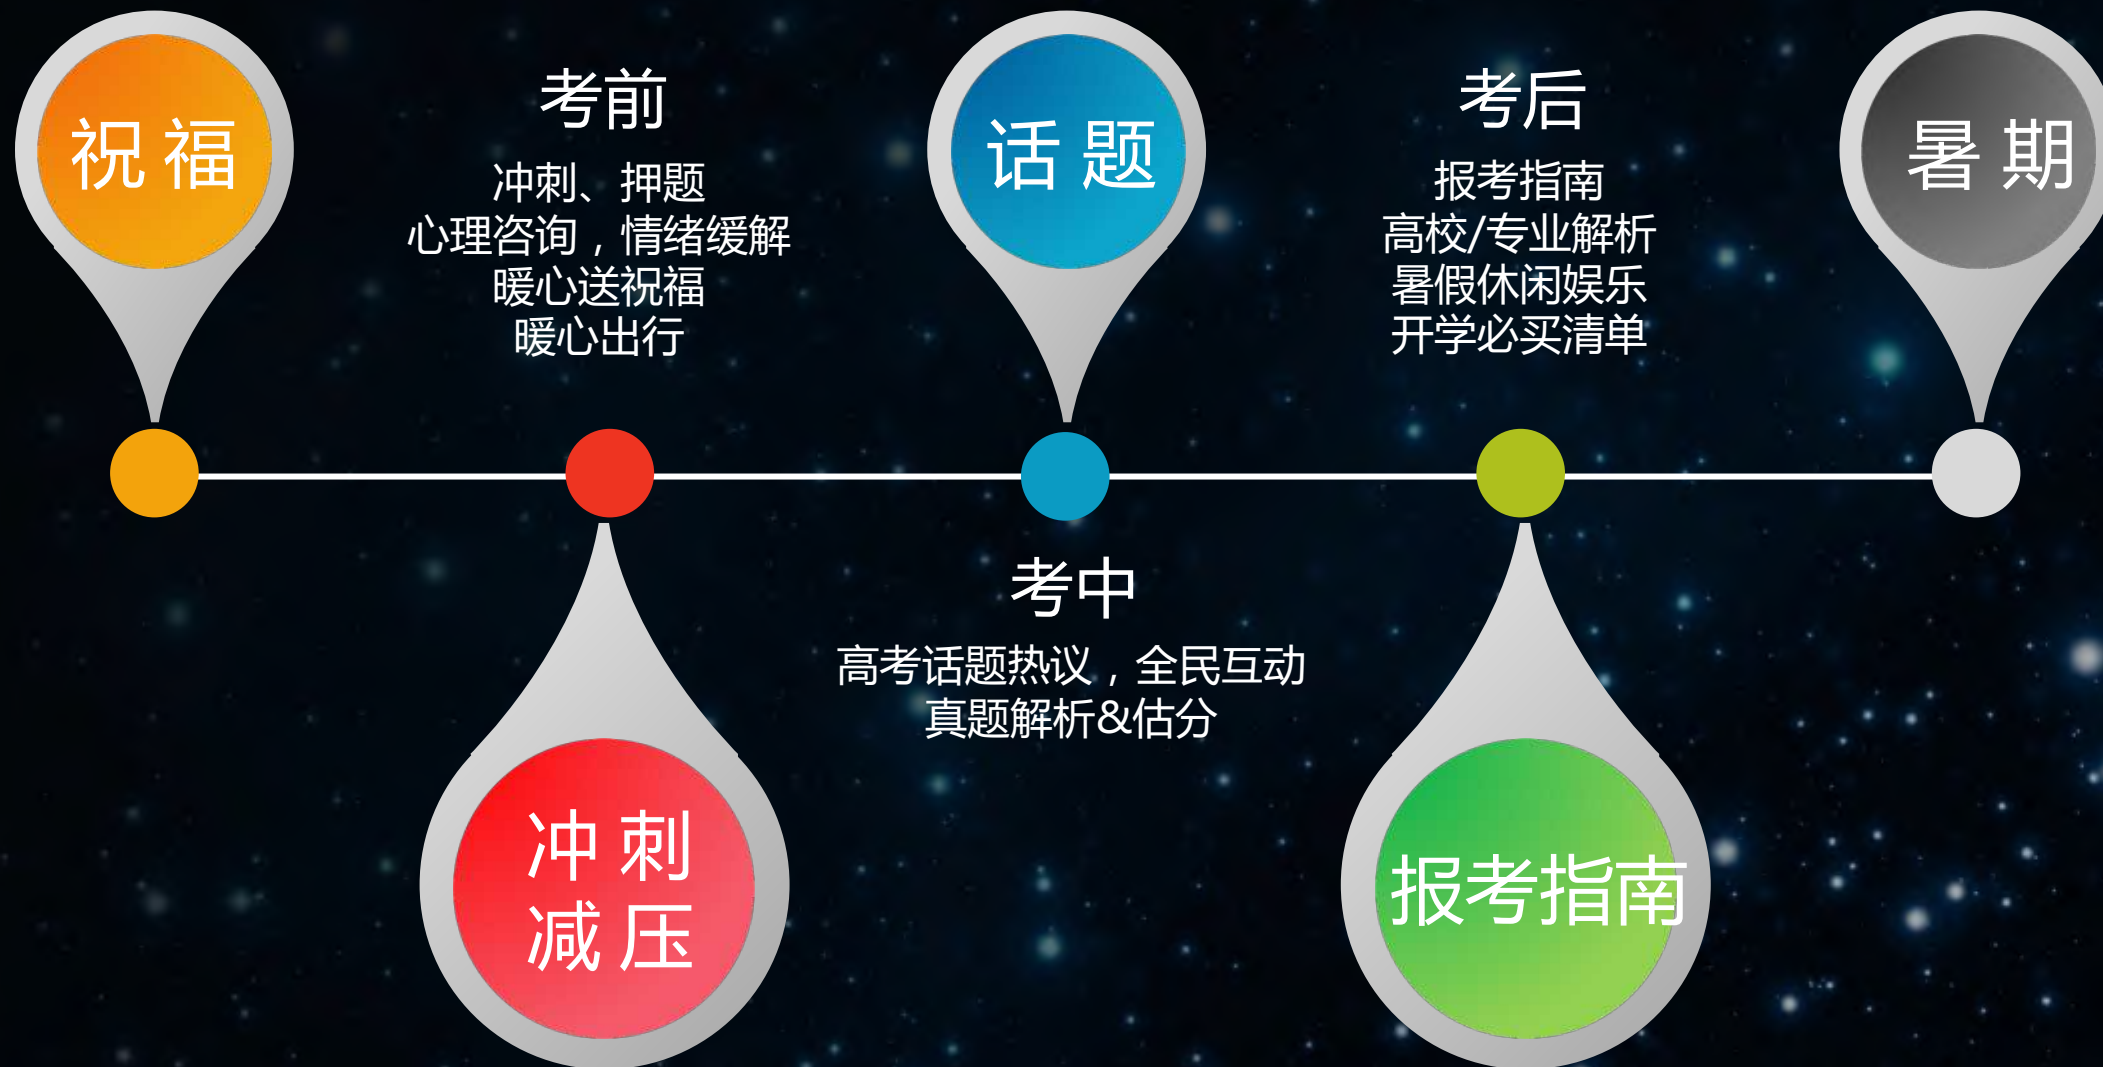 祝福
考前
冲刺、押题
心理咨询，情绪缓解
暖心送祝福
暖心出行
话题
考后
报考指南
高校/专业解析
暑假休闲娱乐
开学必买清单
暑期
冲刺
减压
考中
高考话题热议，全民互动
真题解析&估分
报考指南